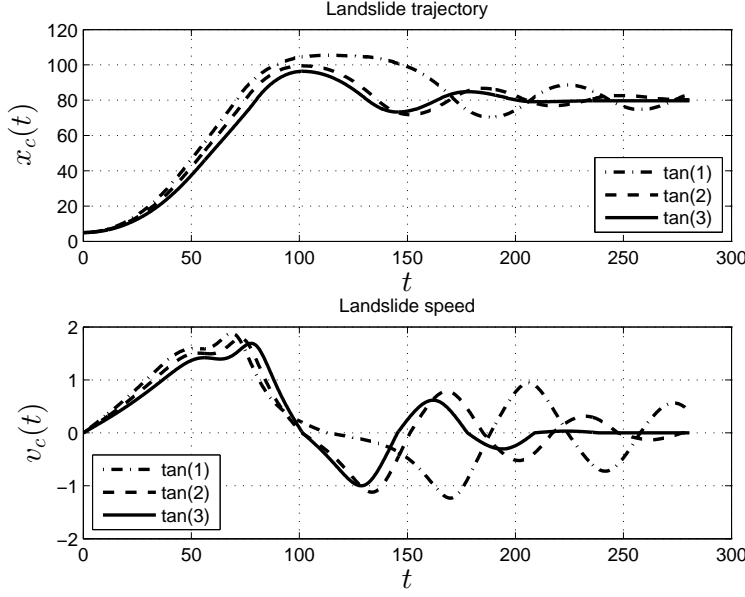 Landslide trajectory
120
100
80
60
40
20
0
x_c(t)
tan(1)
tan(2)
tan(3)
0 50 100 150 200 250 300
t
Landslide speed
2
1
0
−1
−2
v_c(t)
tan(1)
tan(2)
tan(3)
0 50 100 150 200 250 300
t